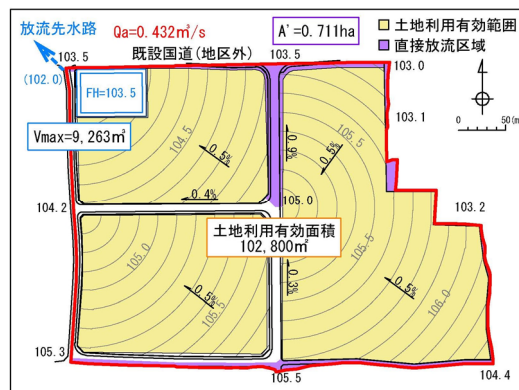 放流先水路
Qa=0.432㎥/s
既設国道(地区外)
A'=0.711ha
土地利用有効範囲
直接放流区域
103.5
103.5
103.0
(102.0)
FH=103.5
0
50(m)
103.1
Vmax=9,263㎥
104.5
0.5%
0.9%
0.5%
105.5
0.4%
105.0
104.2
103.2
土地利用有効面積
102,800㎡
105.0
105.5
0.3%
0.5%
105.5
0.5%
106.0
105.3
105.5
104.4